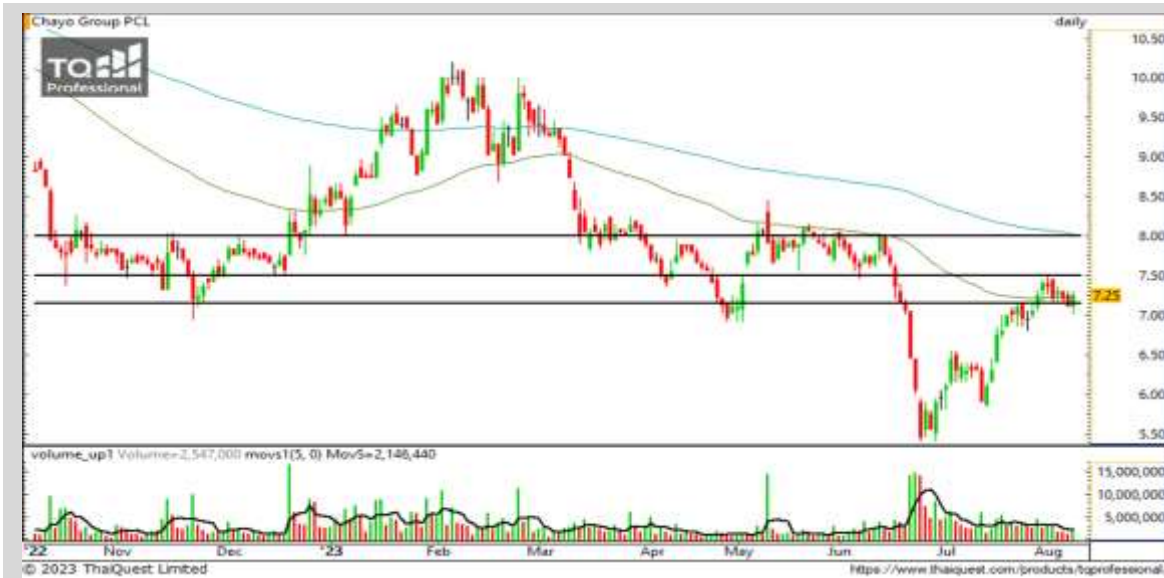 Chayo Group PCL
daily
TQ
Professional
10.50
10.00
9.50
9.00
8.50
8.00
7.50
7.25
7.00
6.50
6.00
5.50
volume_up1 Volume=2,547,000 movs1(5, 0) Mov5=2,146,440
15,000,000
10,000,000
5,000,000
'22 Nov Dec '23 Feb Mar Apr May Jun Jul Aug
© 2023 ThaiQuest Limited
https://www.thaiquest.com/products/tqprofessional